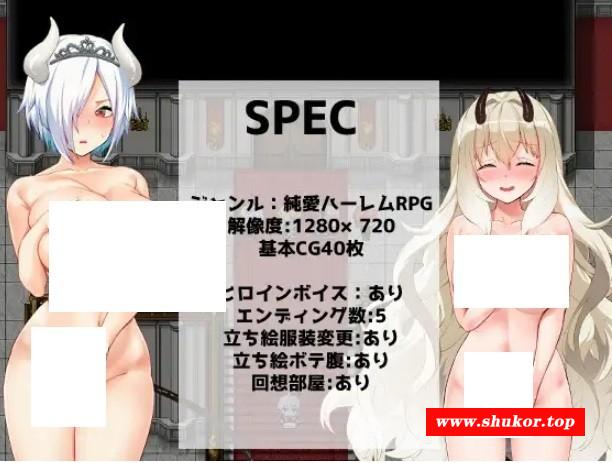 SPEC
ジャンル：純愛ハーレムRPG
解像度:1280× 720
基本CG40枚
ヒロインボイス：あり
エンディング数:5
立ち絵服装変更:あり
立ち絵ボテ腹:あり
回想部屋:あり
www.shukor.top